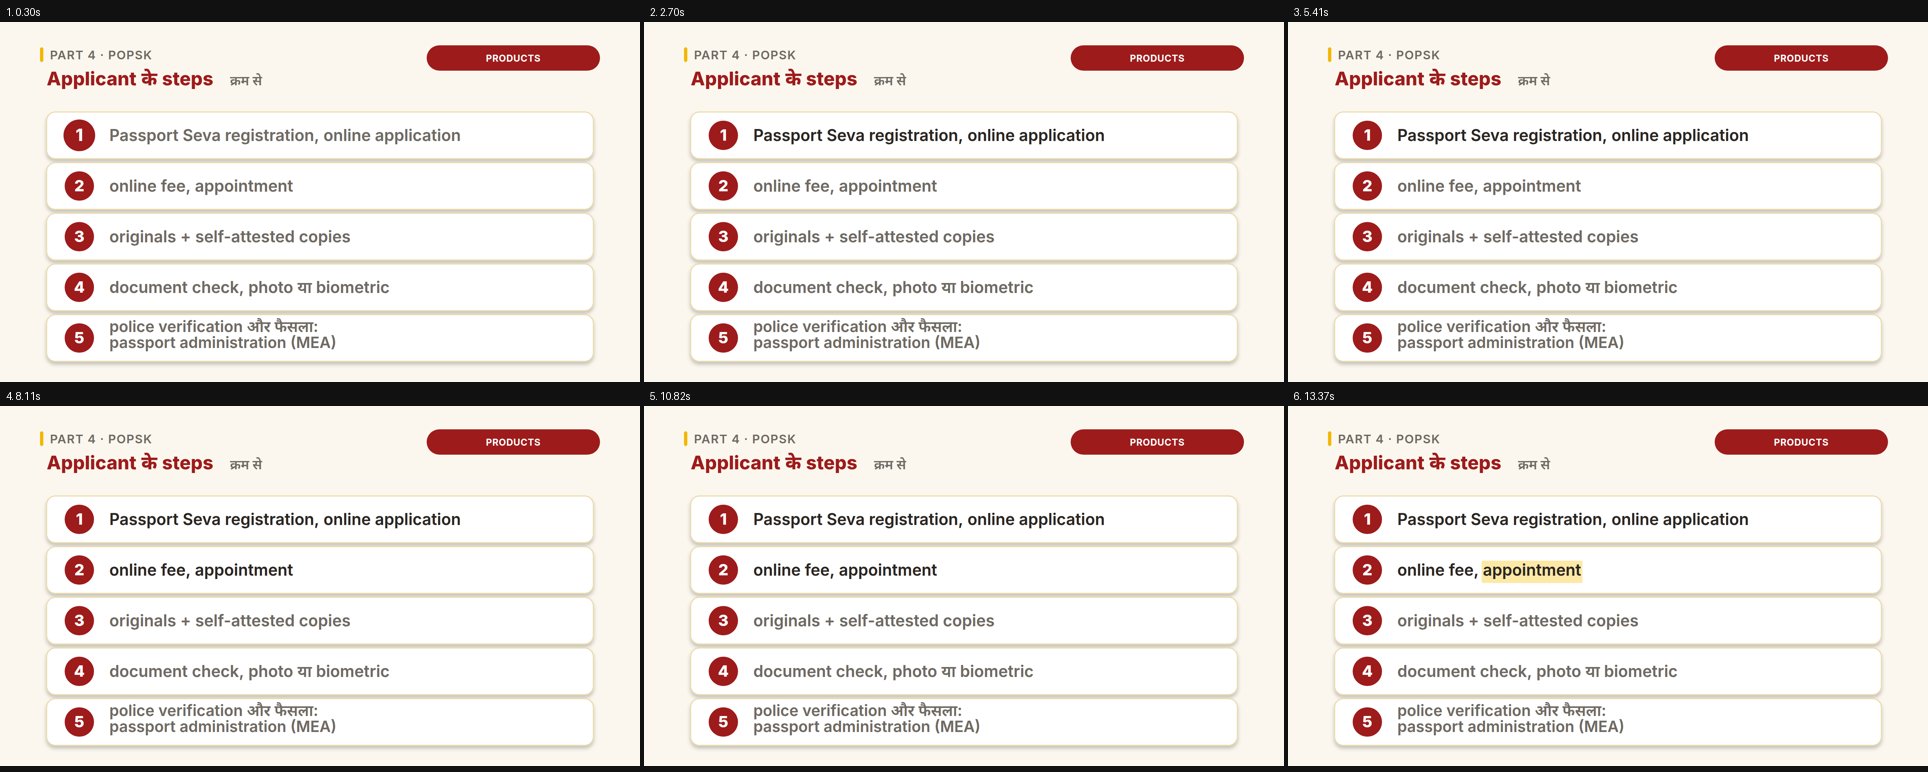 1. 0.30s
PART 4 · POPSK
PRODUCTS
Applicant के steps क्रम से
1 Passport Seva registration, online application
2 online fee, appointment
3 originals + self-attested copies
4 document check, photo या biometric
5 police verification और फैसला:
passport administration (MEA)
2. 2.70s
PART 4 · POPSK
PRODUCTS
Applicant के steps क्रम से
1 Passport Seva registration, online application
2 online fee, appointment
3 originals + self-attested copies
4 document check, photo या biometric
5 police verification और फैसला:
passport administration (MEA)
3. 5.41s
PART 4 · POPSK
PRODUCTS
Applicant के steps क्रम से
1 Passport Seva registration, online application
2 online fee, appointment
3 originals + self-attested copies
4 document check, photo या biometric
5 police verification और फैसला:
passport administration (MEA)
4. 8.11s
PART 4 · POPSK
PRODUCTS
Applicant के steps क्रम से
1 Passport Seva registration, online application
2 online fee, appointment
3 originals + self-attested copies
4 document check, photo या biometric
5 police verification और फैसला:
passport administration (MEA)
5. 10.82s
PART 4 · POPSK
PRODUCTS
Applicant के steps क्रम से
1 Passport Seva registration, online application
2 online fee, appointment
3 originals + self-attested copies
4 document check, photo या biometric
5 police verification और फैसला:
passport administration (MEA)
6. 13.37s
PART 4 · POPSK
PRODUCTS
Applicant के steps क्रम से
1 Passport Seva registration, online application
2 online fee, appointment
3 originals + self-attested copies
4 document check, photo या biometric
5 police verification और फैसला:
passport administration (MEA)